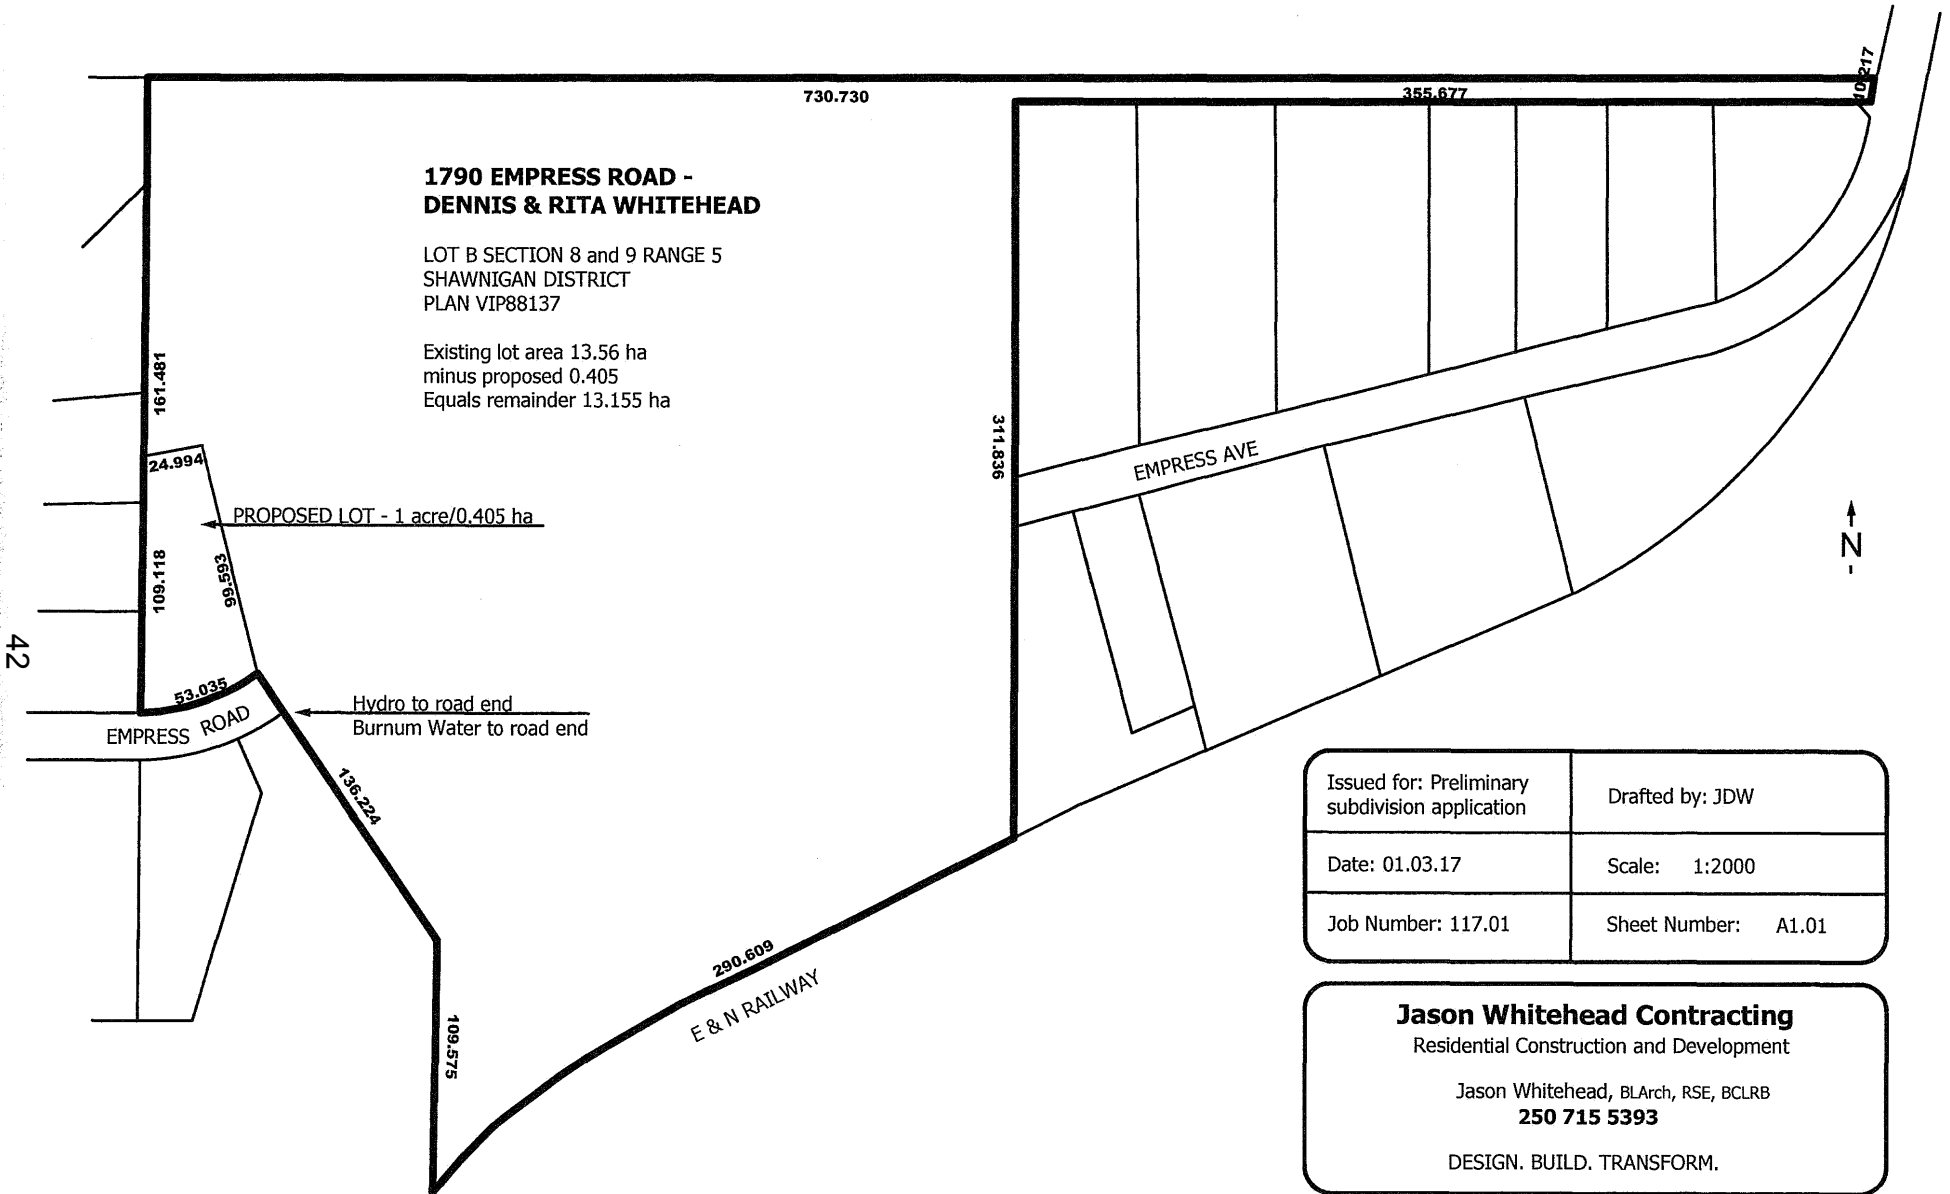 730.730
355.677
10.217
1790 EMPRESS ROAD -
DENNIS & RITA WHITEHEAD
LOT B SECTION 8 and 9 RANGE 5
SHAWNIGAN DISTRICT
PLAN VIP88137
Existing lot area 13.56 ha
minus proposed 0.405
Equals remainder 13.155 ha
161.481
311.836
EMPRESS AVE
24.994
PROPOSED LOT - 1 acre/0.405 ha
109.118
99.593
N
42
53.035
EMPRESS ROAD
Hydro to road end
Burnum Water to road end
136.224
290.609
E & N RAILWAY
109.575
Issued for: Preliminary
subdivision application
Drafted by: JDW
Date: 01.03.17
Scale: 1:2000
Job Number: 117.01
Sheet Number: A1.01
Jason Whitehead Contracting
Residential Construction and Development
Jason Whitehead, BLArch, RSE, BCLRB
250 715 5393
DESIGN. BUILD. TRANSFORM.